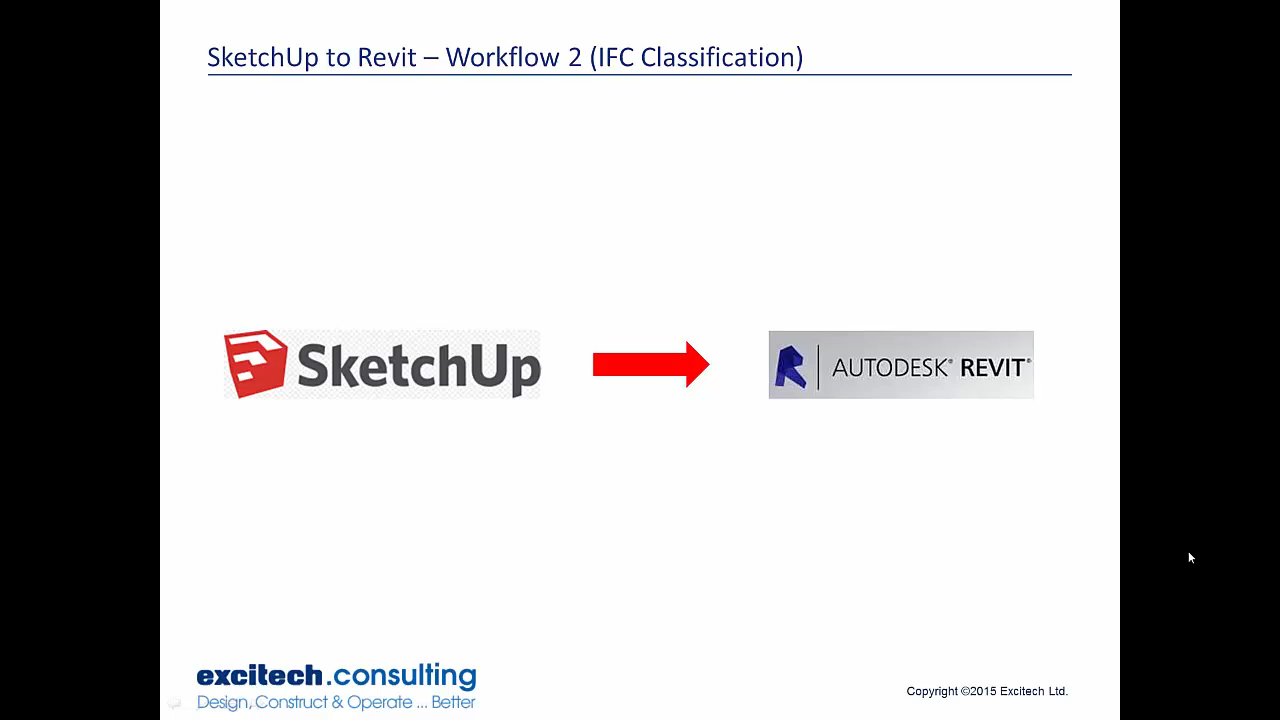 SketchUp to Revit – Workflow 2 (IFC Classification)
SketchUp
AUTODESK® REVIT®
excitech.consulting
Design, Construct & Operate ... Better
Copyright ©2015 Excitech Ltd.